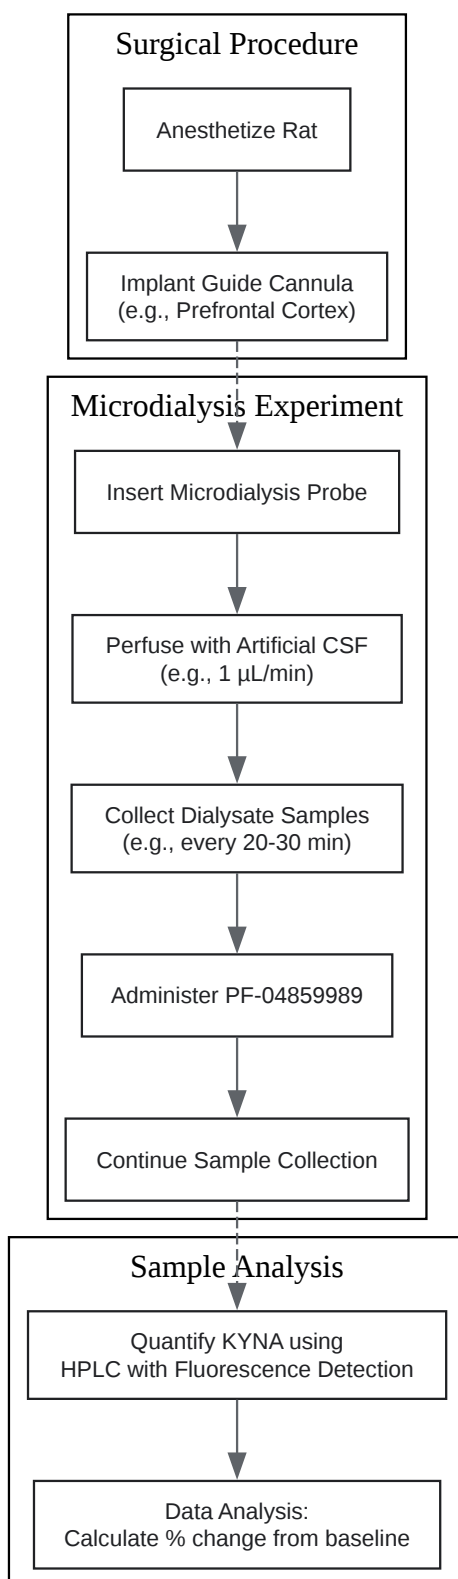 Surgical Procedure
Anesthetize Rat
Implant Guide Cannula
(e.g., Prefrontal Cortex)
Microdialysis Experiment
Insert Microdialysis Probe
Perfuse with Artificial CSF
(e.g., 1 µL/min)
Collect Dialysate Samples
(e.g., every 20-30 min)
Administer PF-04859989
Continue Sample Collection
Sample Analysis
Quantify KYNA using
HPLC with Fluorescence Detection
Data Analysis:
Calculate % change from baseline